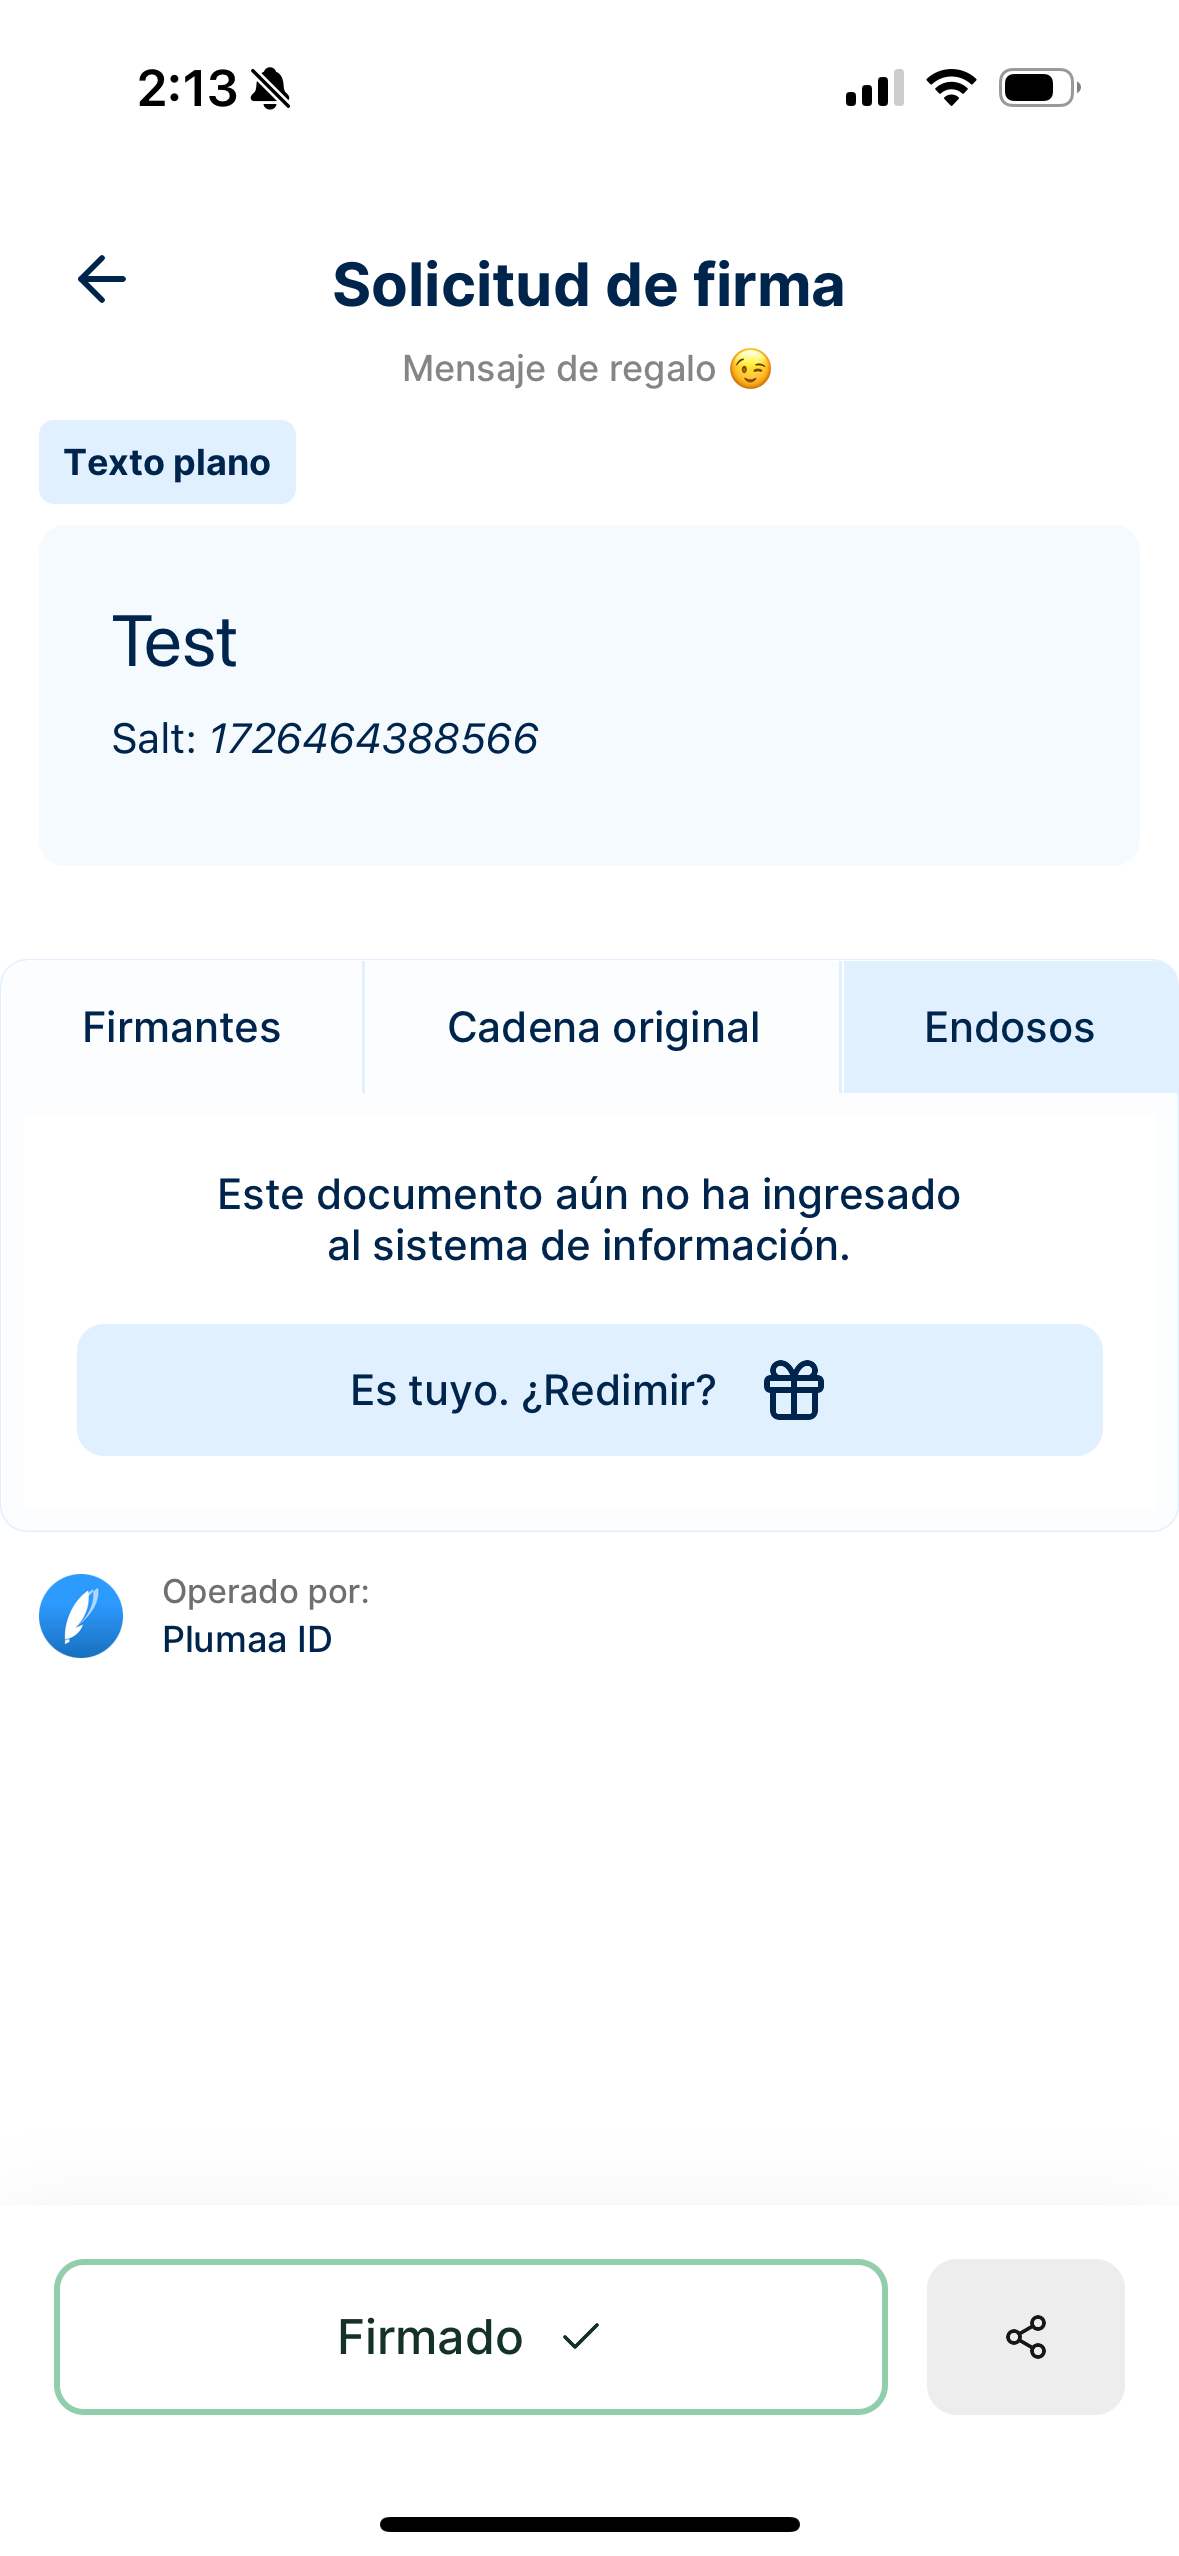 2:13
Solicitud de firma
Mensaje de regalo 😉
Texto plano
Test
Salt: 1726464388566
Firmantes
Cadena original
Endosos
Este documento aún no ha ingresado
al sistema de información.
Es tuyo. ¿Redimir?
Operado por:
Plumaa ID
Firmado